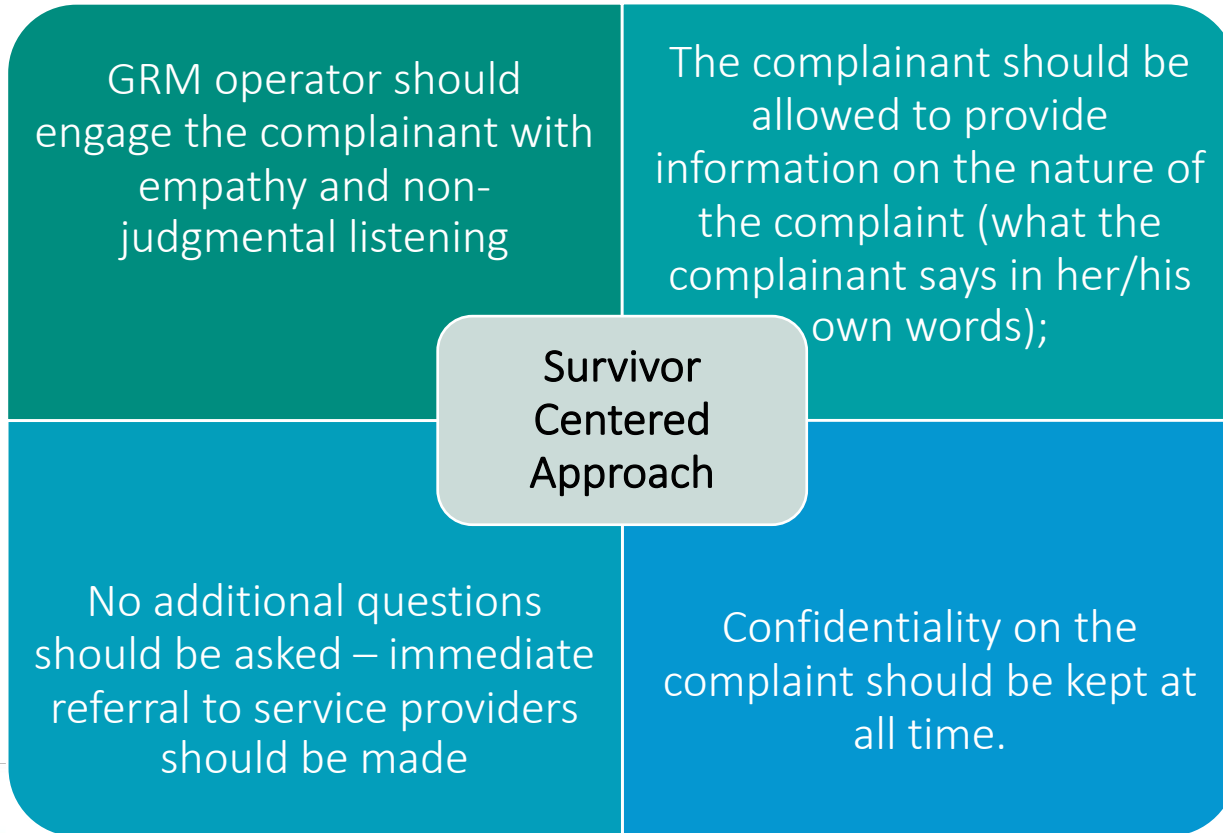 GRM operator should
engage the complainant with
empathy and non-
judgmental listening
The complainant should be
allowed to provide
information on the nature of
the complaint (what the
complainant says in her/his
own words);
Survivor
Centered
Approach
No additional questions
should be asked – immediate
referral to service providers
should be made
Confidentiality on the
complaint should be kept at
all time.